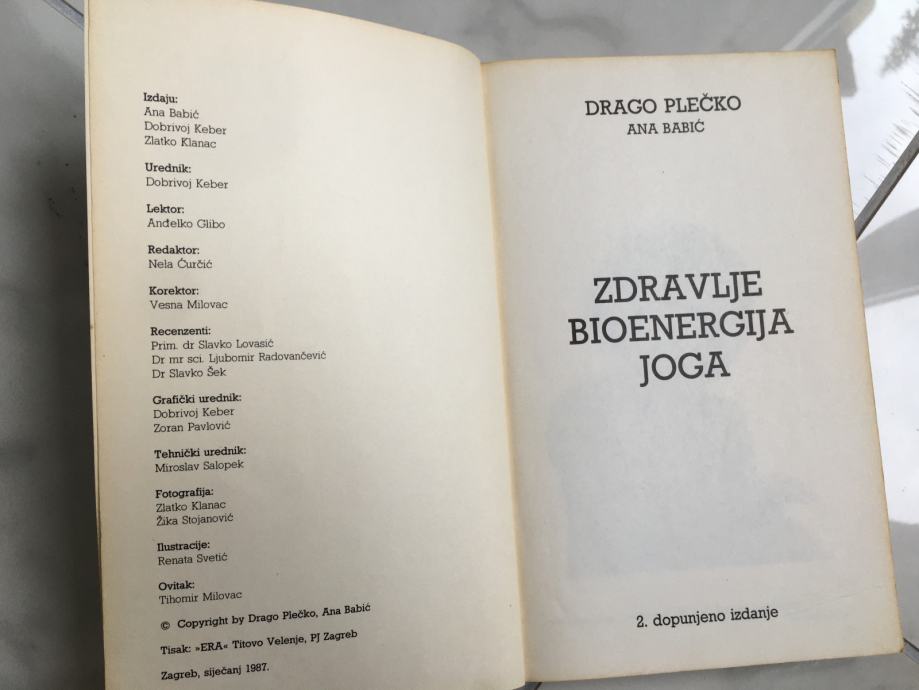 Izdaju:
Ana Babić
Dobrivoj Keber
Zlatko Klanac
Urednik:
Dobrivoj Keber
Lektor:
Anđelko Glibo
Redaktor:
Nela Ćurčić
Korektor:
Vesna Milovac
Recenzenti:
Prim. dr Slavko Lovasić
Dr mr sci. Ljubomir Radovančević
Dr Slavko Šek
Grafički urednik:
Dobrivoj Keber
Zoran Pavlović
Tehnički urednik:
Miroslav Salopek
Fotografija:
Zlatko Klanac
Žika Stojanović
Ilustracije:
Renata Svetić
Ovitak:
Tihomir Milovac
© Copyright by Drago Plečko, Ana Babić
Tisak: »ERA« Titovo Velenje, PJ Zagreb
Zagreb, siječanj 1987.
DRAGO PLEČKO
ANA BABIĆ
ZDRAVLJE
BIOENERGIJA
JOGA
2. dopunjeno izdanje